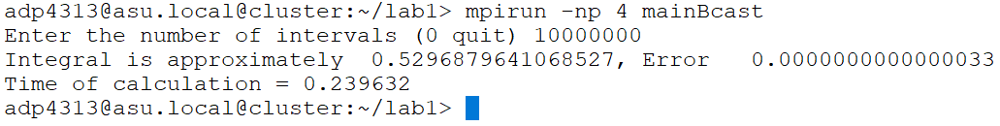 adp4313@asu.local@cluster:~/lab1> mpirun -np 4 mainBcast
Enter the number of intervals (0 quit) 10000000
Integral is approximately  0.5296879641068527, Error   0.0000000000000033
Time of calculation = 0.239632
adp4313@asu.local@cluster:~/lab1>